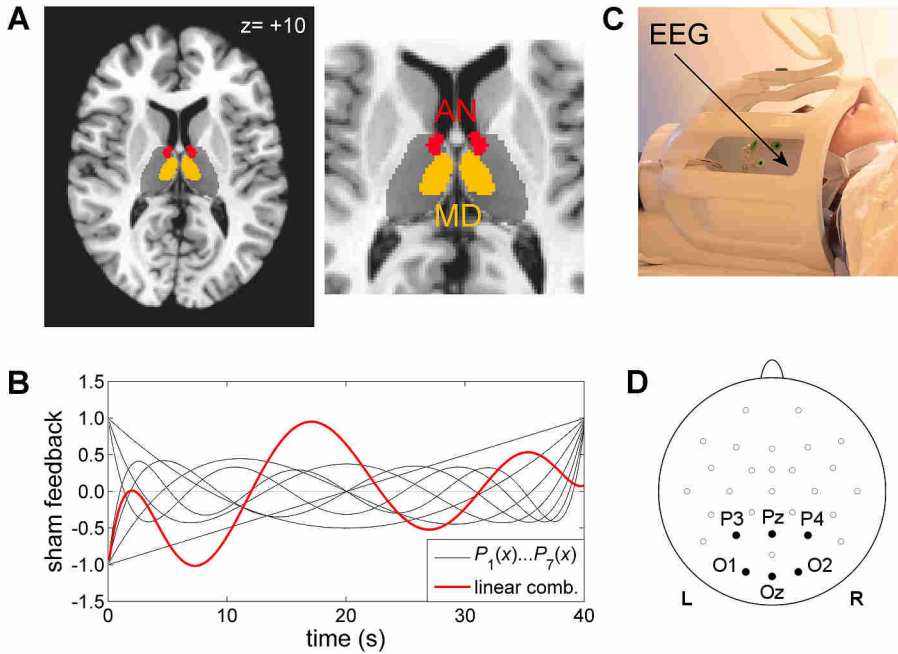 A
z= +10
AN
MD
C
EEG
B
sham feedback
1.5
1.0
0.5
0.0
-0.5
-1.0
-1.5
0
10
20
30
40
time (s)
P₁(x)...P₇(x)
linear comb.
D
P3
Pz
P4
O1
O2
Oz
L
R